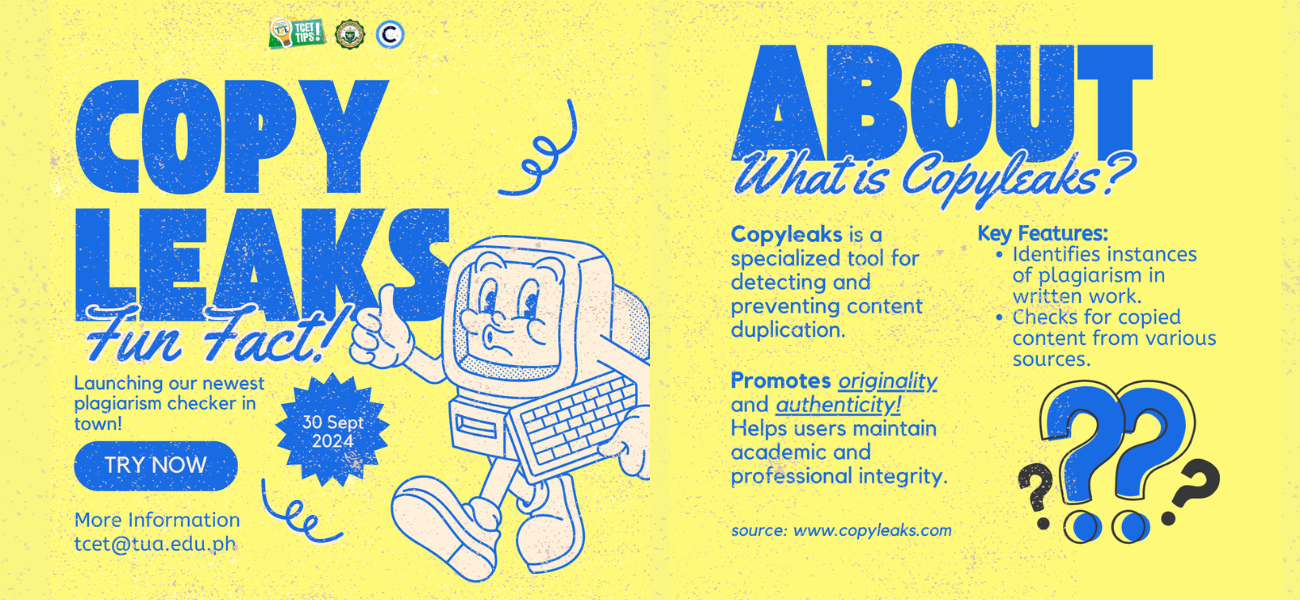 TCET
TIPS!
C
COPY
LEAKS
Fun Fact!
Launching our newest
plagiarism checker in
town!
30 Sept
2024
TRY NOW
More Information
tcet@tua.edu.ph
ABOUT
What is Copyleaks?
Copyleaks is a
specialized tool for
detecting and
preventing content
duplication.
Promotes originality
and authenticity!
Helps users maintain
academic and
professional integrity.
source: www.copyleaks.com
Key Features:
• Identifies instances
of plagiarism in
written work.
• Checks for copied
content from various
sources.
??
? ?